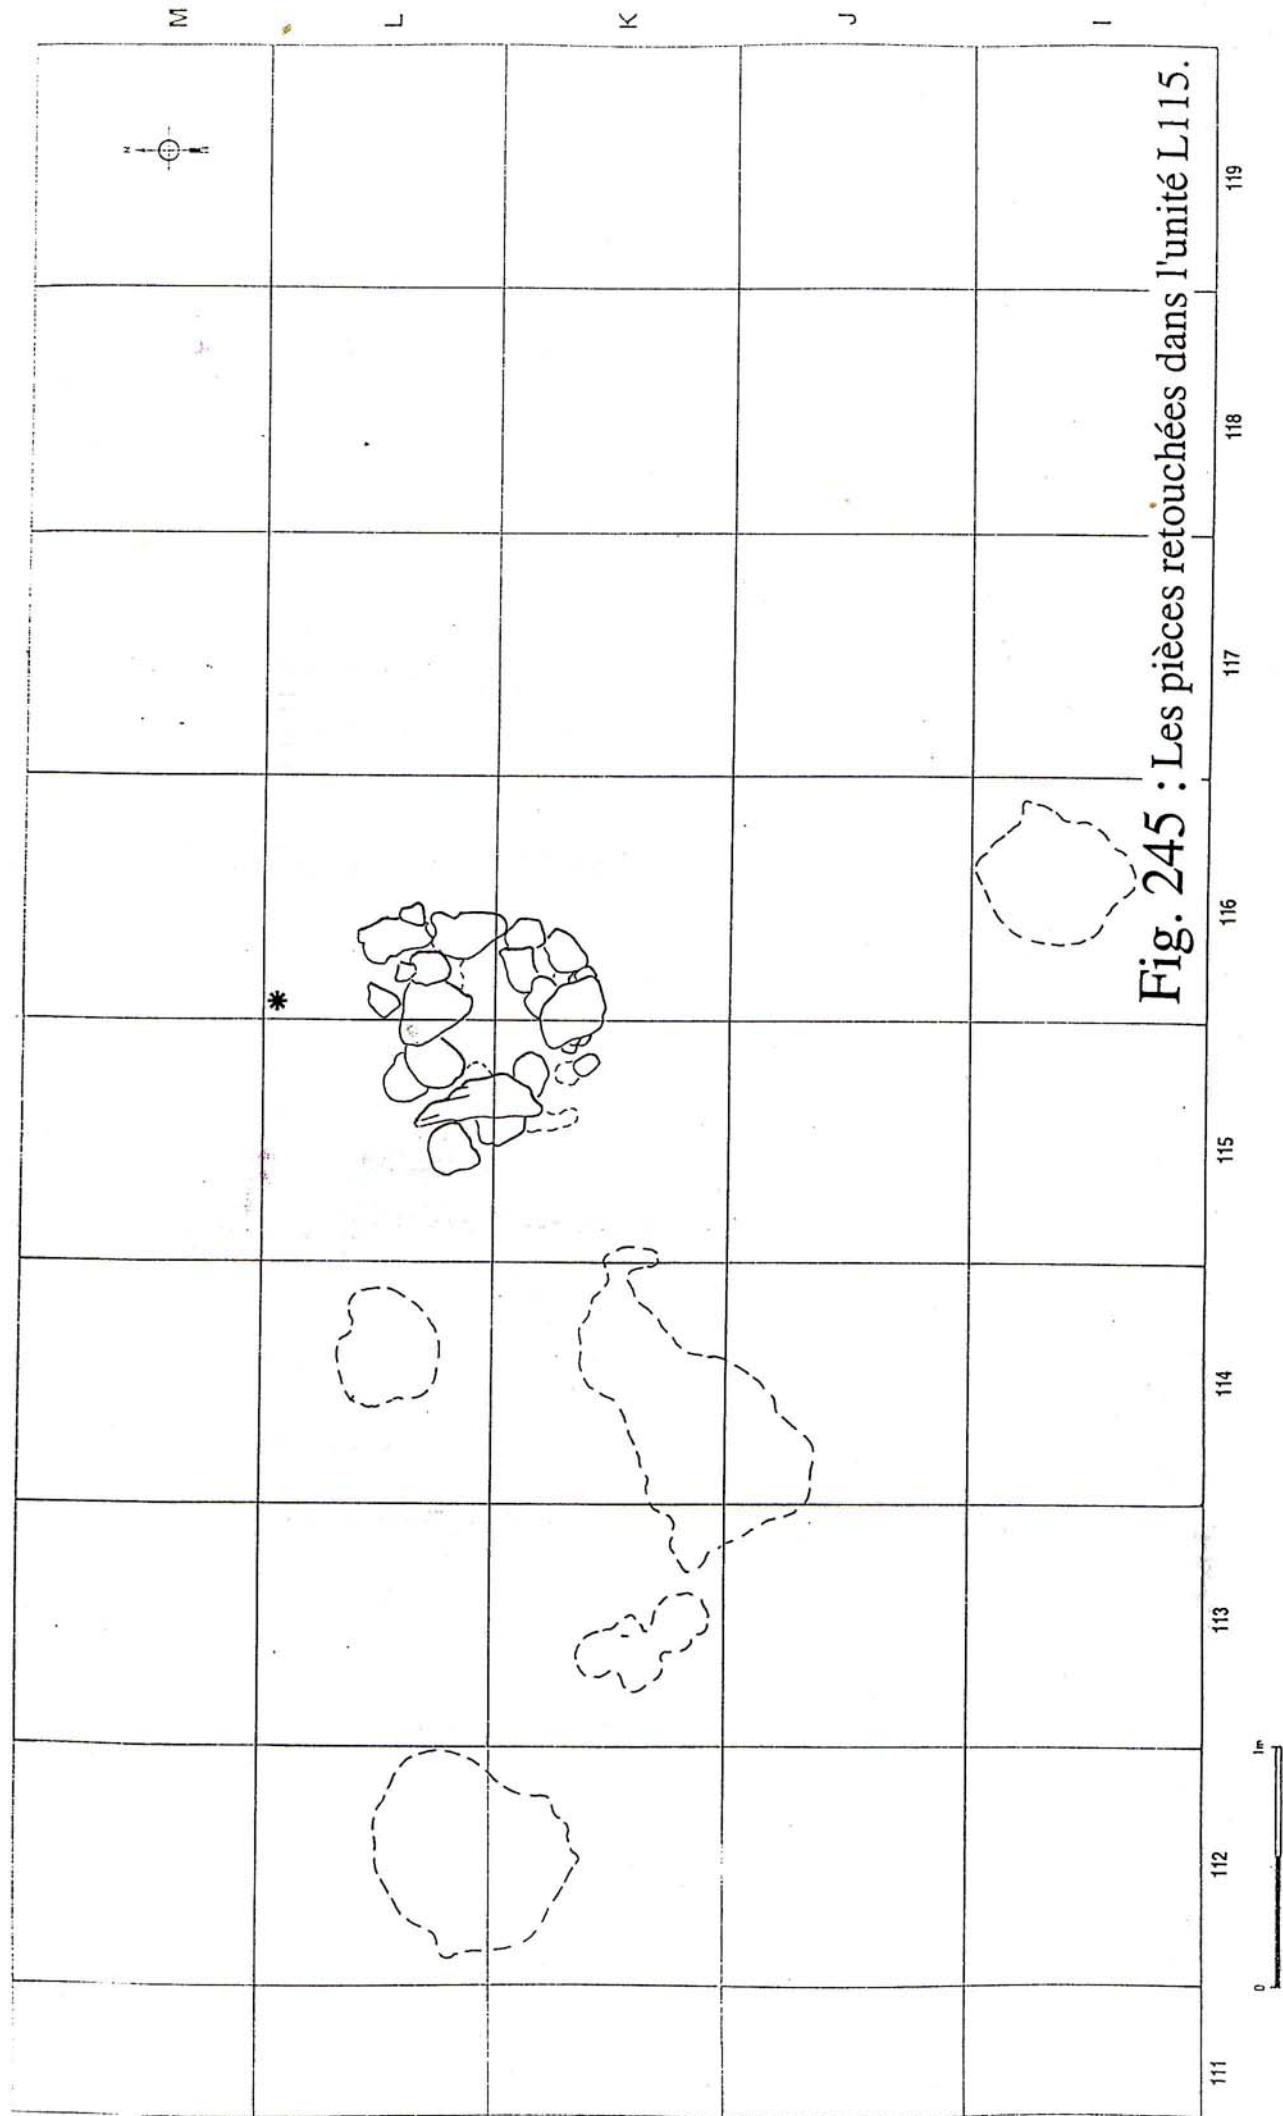 M
L
K
J
I
N
111
112
113
114
115
116
117
118
119
0
1m
Fig. 245 : Les pièces retouchées dans l'unité L115.